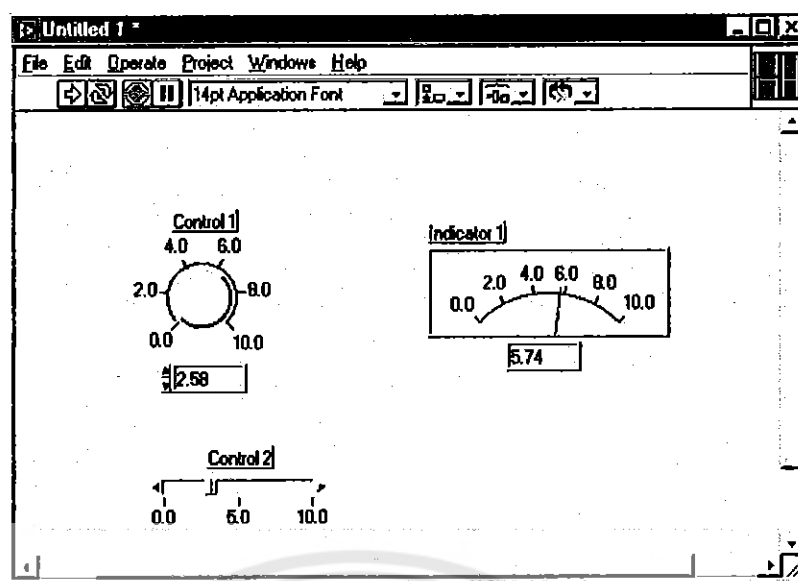 Untitled 1 *
File Edit Operate Project Windows Help
14pt Application Font
Control 1
4.0 6.0
2.0 8.0
0.0 10.0
2.58
Indicator 1
0.0 2.0 4.0 6.0 8.0 10.0
5.74
Control 2
0.0 5.0 10.0